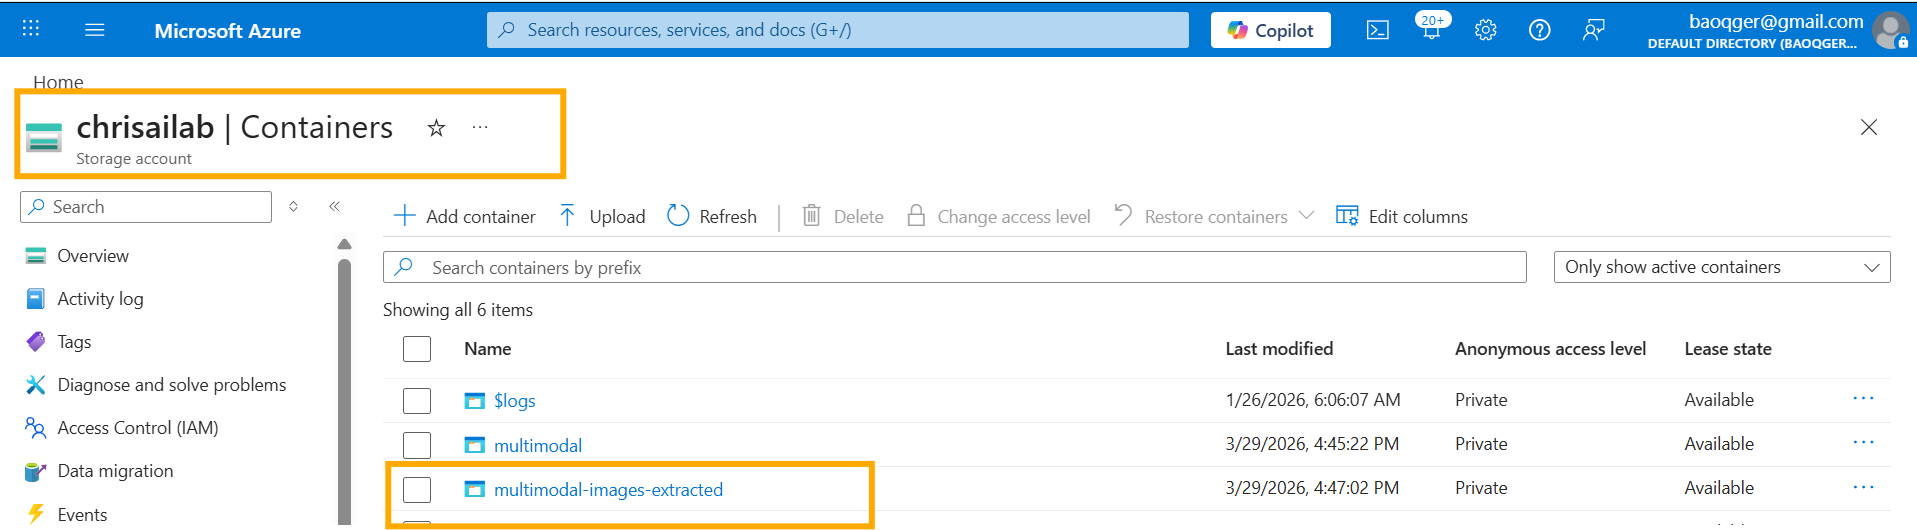 Microsoft Azure
Search resources, services, and docs (G+/)
Copilot
20+
baoqger@gmail.com
DEFAULT DIRECTORY (BAOQGER...
Home
chrisailab | Containers
Storage account
Search
Add container
Upload
Refresh
Delete
Change access level
Restore containers
Edit columns
Overview
Activity log
Tags
Diagnose and solve problems
Access Control (IAM)
Data migration
Events
Search containers by prefix
Only show active containers
Showing all 6 items
Name Last modified Anonymous access level Lease state
$logs 1/26/2026, 6:06:07 AM Private Available
multimodal 3/29/2026, 4:45:22 PM Private Available
multimodal-images-extracted 3/29/2026, 4:47:02 PM Private Available